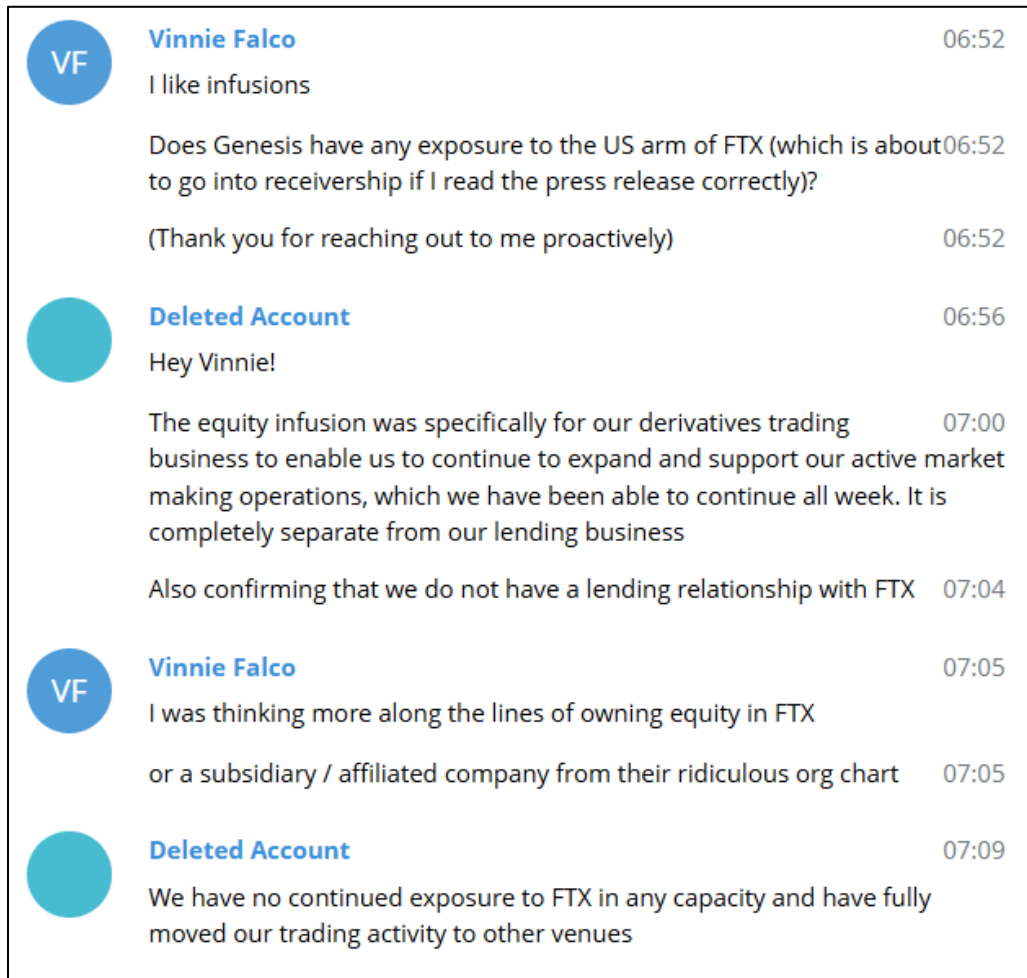 VF
Vinnie Falco 06:52
I like infusions
Does Genesis have any exposure to the US arm of FTX (which is about 06:52
to go into receivership if I read the press release correctly)?
(Thank you for reaching out to me proactively) 06:52
Deleted Account 06:56
Hey Vinnie!
The equity infusion was specifically for our derivatives trading 07:00
business to enable us to continue to expand and support our active market
making operations, which we have been able to continue all week. It is
completely separate from our lending business
Also confirming that we do not have a lending relationship with FTX 07:04
VF
Vinnie Falco 07:05
I was thinking more along the lines of owning equity in FTX
or a subsidiary / affiliated company from their ridiculous org chart 07:05
Deleted Account 07:09
We have no continued exposure to FTX in any capacity and have fully
moved our trading activity to other venues